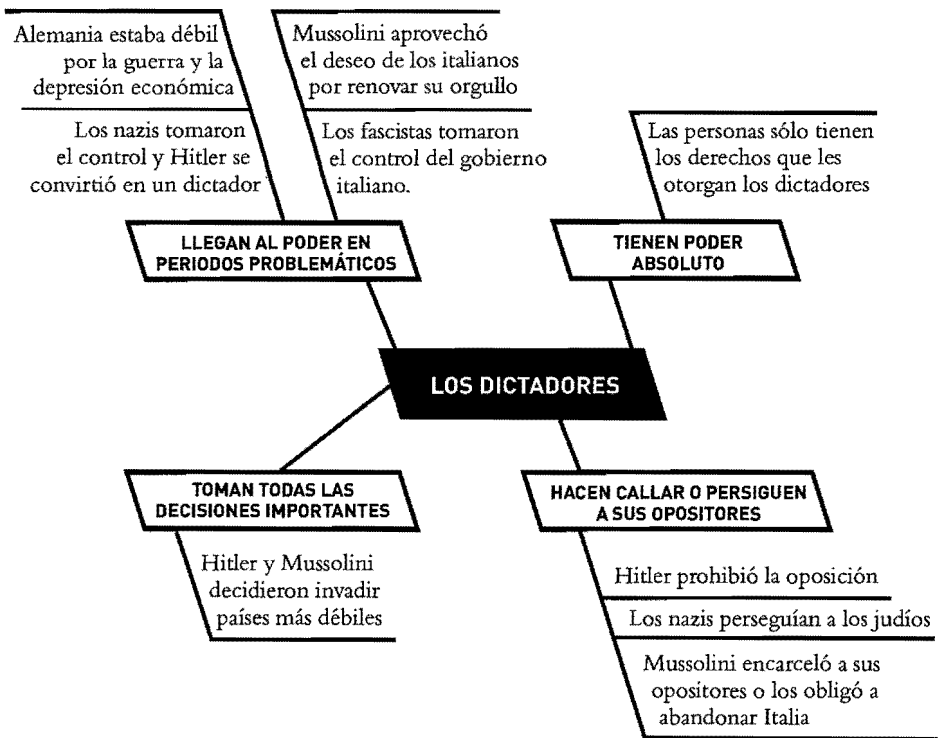 Alemania estaba débil
por la guerra y la
depresión económica
Los nazis tomaron
el control y Hitler se
convirtió en un dictador
Mussolini aprovechó
el deseo de los italianos
por renovar su orgullo
Los fascistas tomaron
el control del gobierno
italiano.
LLEGAN AL PODER EN
PERIODOS PROBLEMÁTICOS
Las personas sólo tienen
los derechos que les
otorgan los dictadores
TIENEN PODER
ABSOLUTO
LOS DICTADORES
TOMAN TODAS LAS
DECISIONES IMPORTANTES
Hitler y Mussolini
decidieron invadir
países más débiles
HACEN CALLAR O PERSIGUEN
A SUS OPOSITORES
Hitler prohibió la oposición
Los nazis perseguían a los judíos
Mussolini encarceló a sus
opositores o los obligó a
abandonar Italia